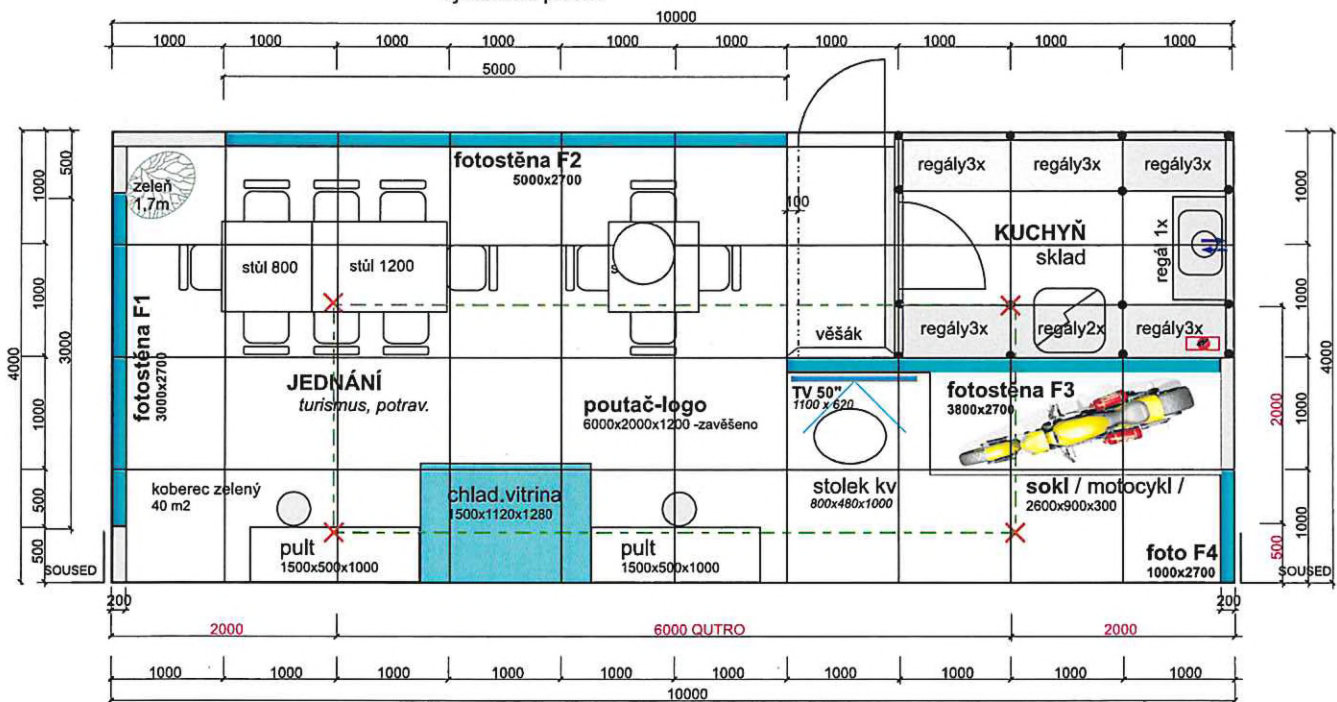 10000
1000 1000 1000 1000 1000 1000 1000 1000 1000 1000
5000
fotostěna F2
5000x2700
zeleň
1,7m
stůl 800
stůl 1200
s
100
věšák
regály3x
regály3x
regály3x
KUCHYŇ
sklad
regál 1x
regály3x
regály2x
regály3x
4000
1000
1000
1000
500
500
500
3000
fotostěna F1
3000x2700
JEDNÁNÍ
turismus, potrav.
poutač-logo
6000x2000x1200 -zavěšeno
TV 50"
1100 x 620
fotostěna F3
3800x2700
koberec zelený
40 m2
chlad.vitrina
1500x1120x1280
stolek kv
800x480x1000
sokl / motocykl /
2600x900x300
pult
1500x500x1000
pult
1500x500x1000
foto F4
1000x2700
1000
1000
1000
1000
2000
500
4000
SOUSED
SOUSED
200
200
2000
6000 QUTRO
2000
1000 1000 1000 1000 1000 1000 1000 1000 1000 1000
10000